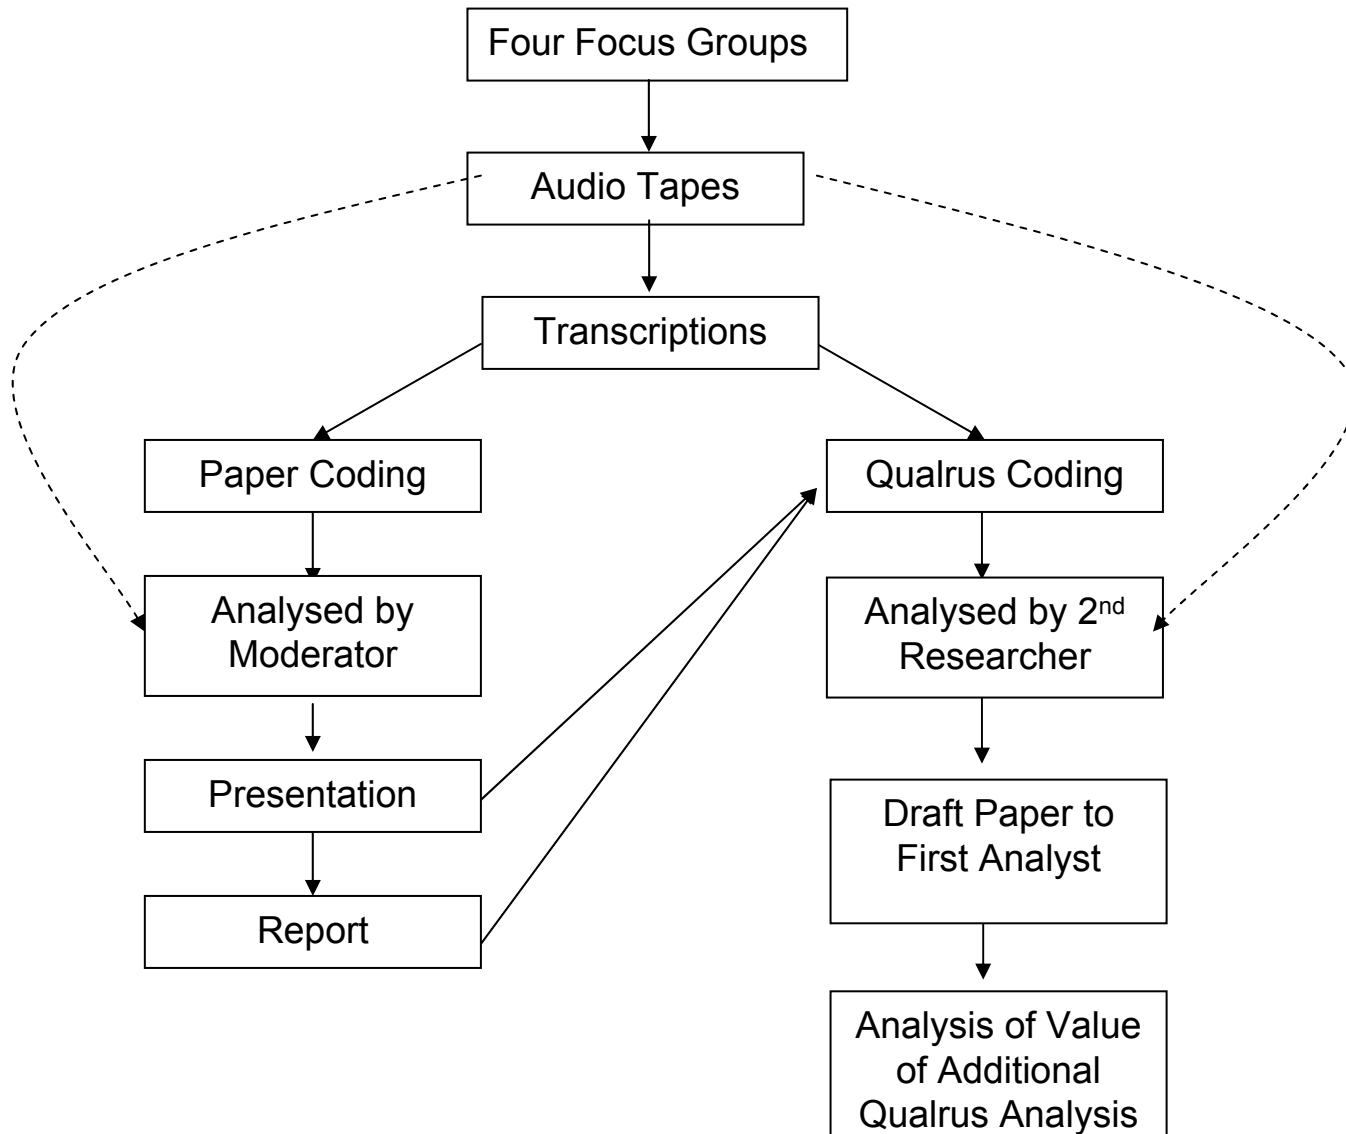 Four Focus Groups
Audio Tapes
Transcriptions
Paper Coding
Qualrus Coding
Analysed by
Moderator
Analysed by 2nd
Researcher
Presentation
Draft Paper to
First Analyst
Report
Analysis of Value
of Additional
Qualrus Analysis